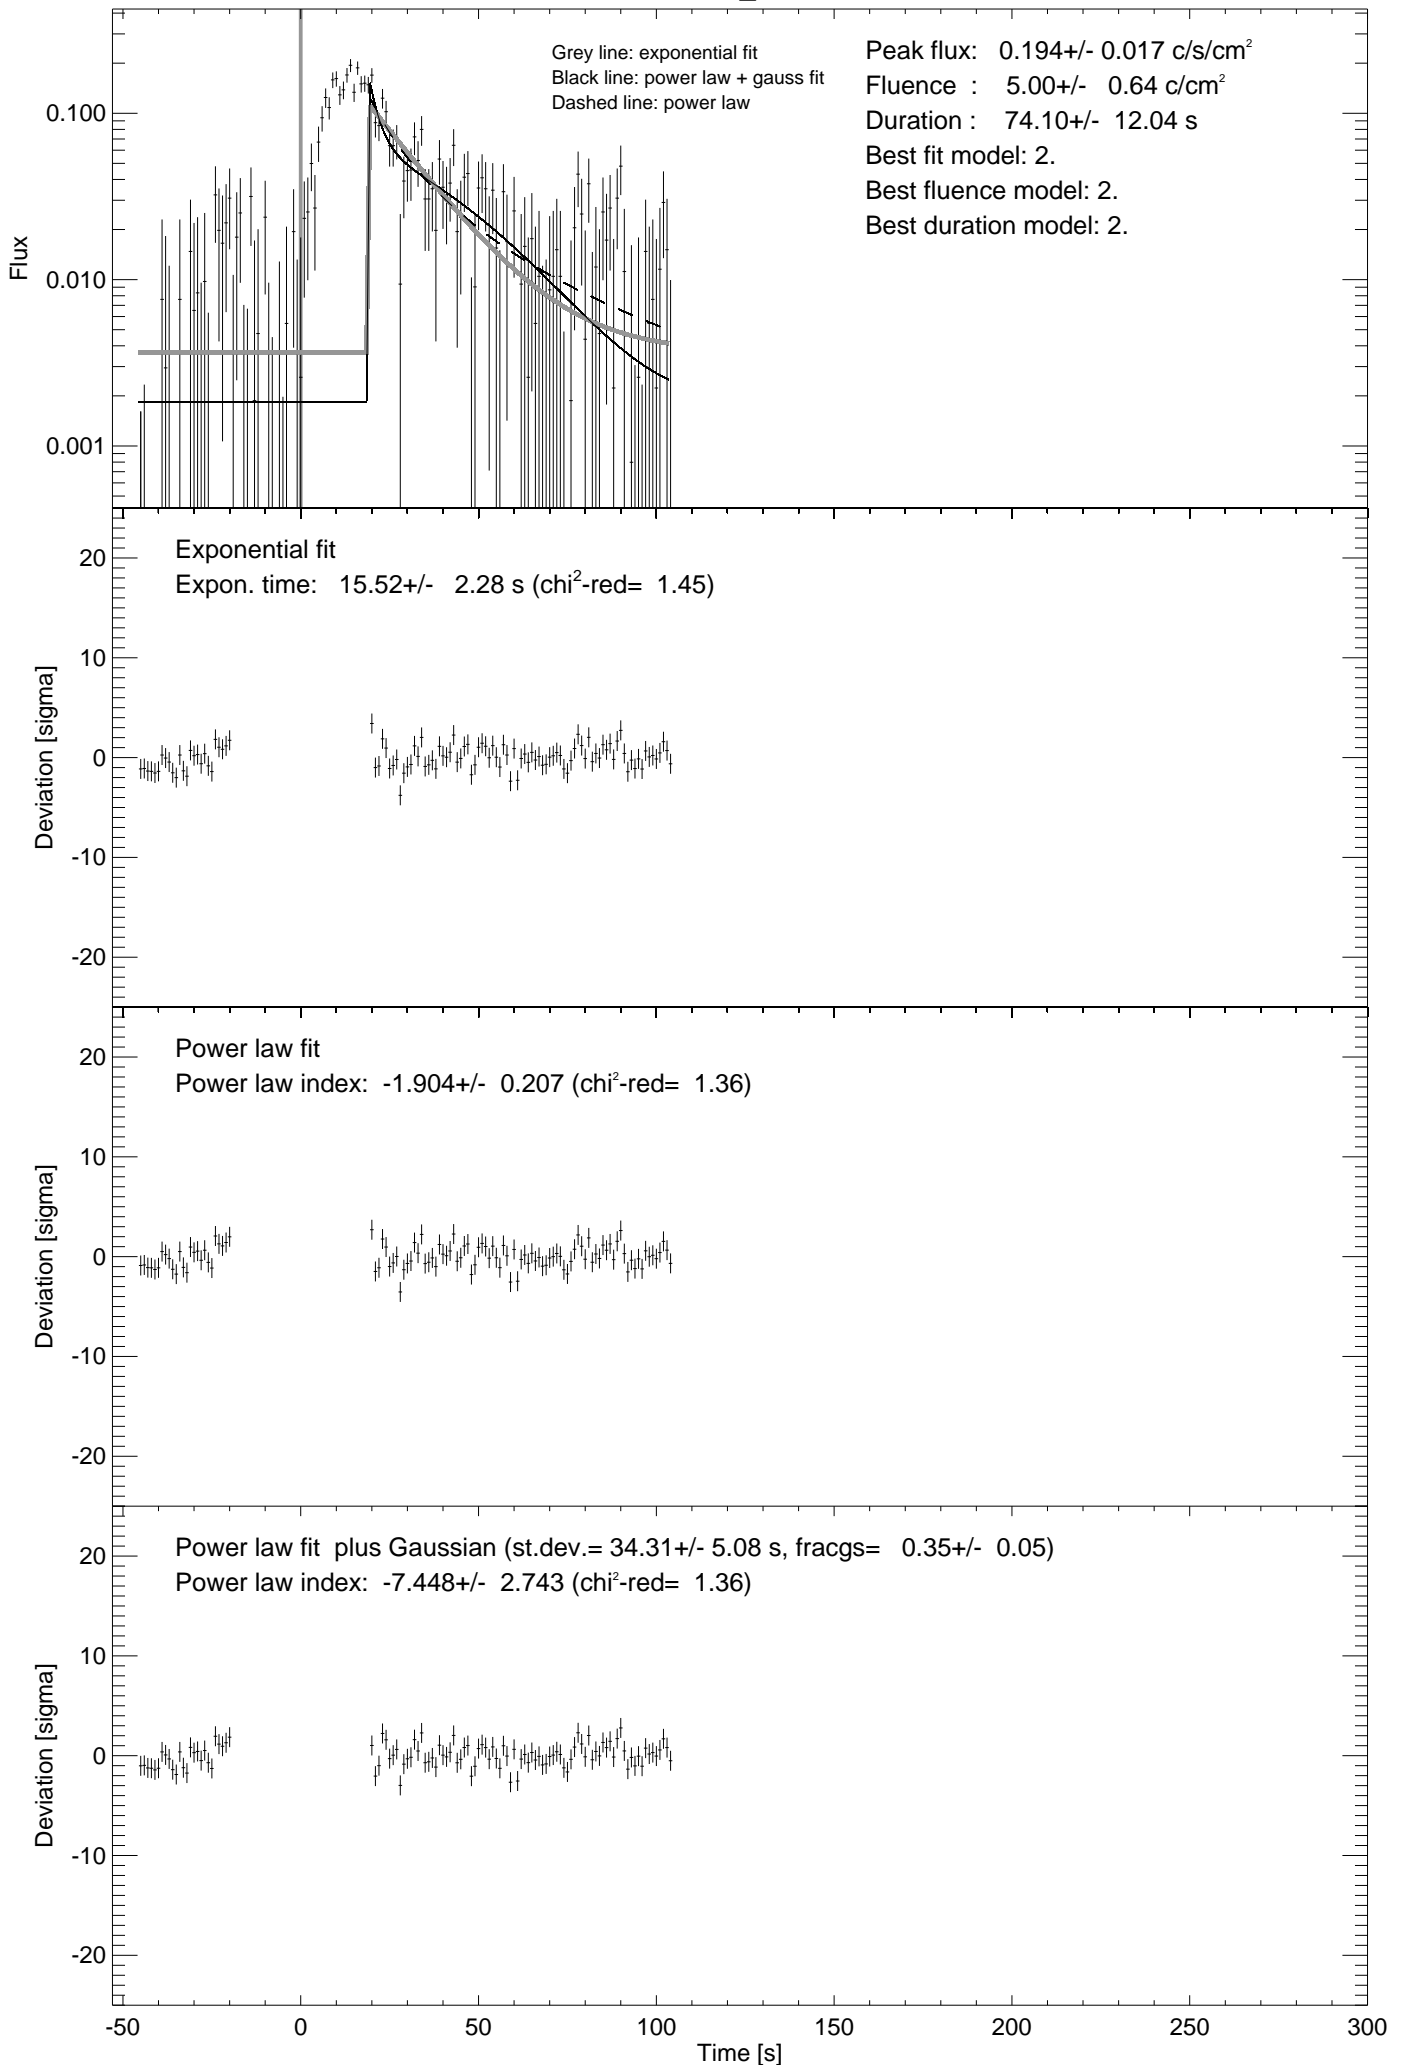 Grey line: exponential fit
Black line: power law + gauss fit
Dashed line: power law
Peak flux: 0.194+/- 0.017 c/s/cm²
Fluence : 5.00+/- 0.64 c/cm²
Duration : 74.10+/- 12.04 s
Best fit model: 2.
Best fluence model: 2.
Best duration model: 2.
Flux
0.100
0.010
0.001
Exponential fit
Expon. time: 15.52+/- 2.28 s (chi²-red= 1.45)
Deviation [sigma]
20
10
0
-10
-20
Power law fit
Power law index: -1.904+/- 0.207 (chi²-red= 1.36)
Deviation [sigma]
20
10
0
-10
-20
Power law fit plus Gaussian (st.dev.= 34.31+/- 5.08 s, fracgs= 0.35+/- 0.05)
Power law index: -7.448+/- 2.743 (chi²-red= 1.36)
Deviation [sigma]
20
10
0
-10
-20
-50 0 50 100 150 200 250 300
Time [s]